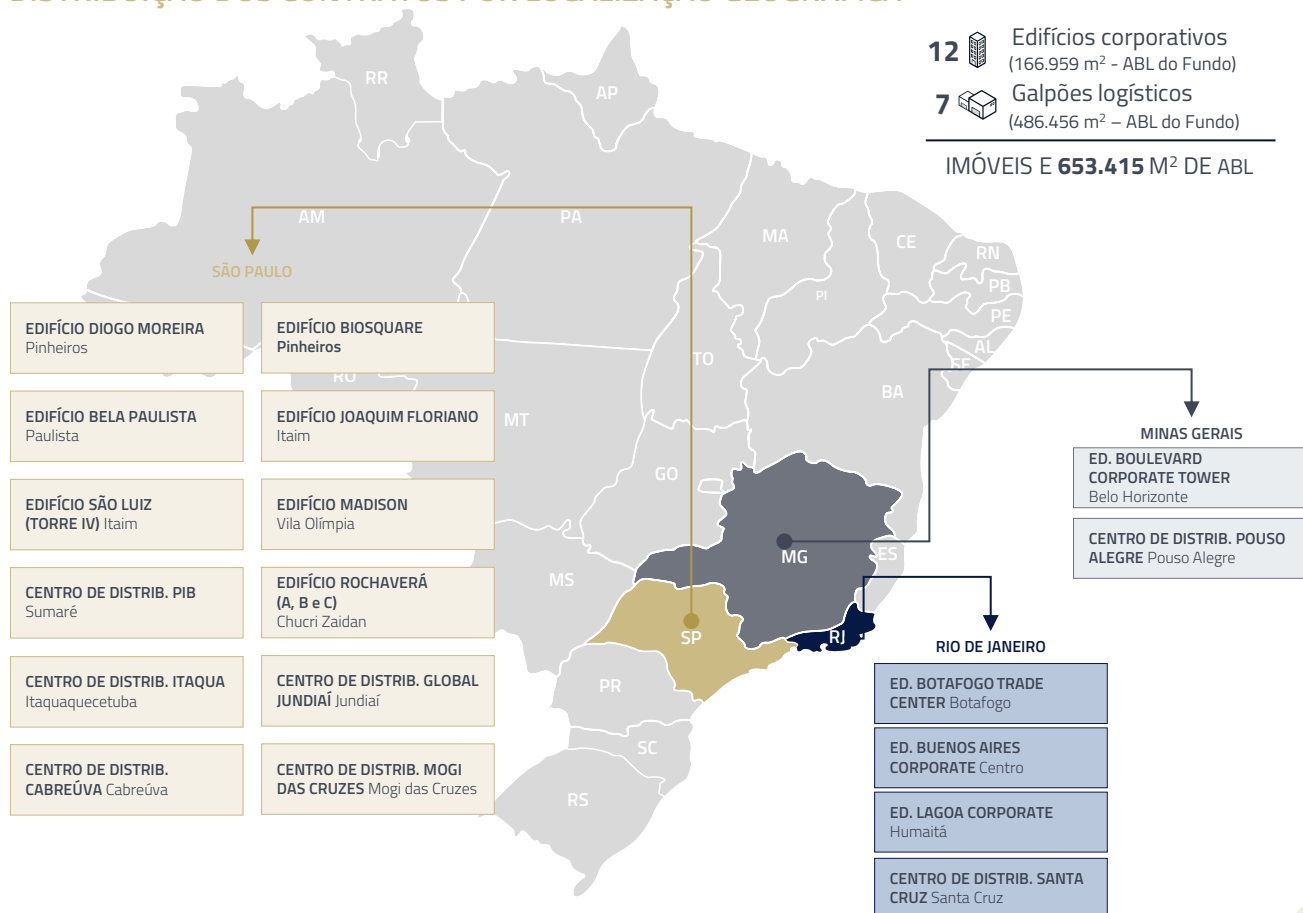 DISTRIBUIÇÃO DOS CONTRATOS POR LOCALIZAÇÃO GEOGRÁFICA
12 Edifícios corporativos
(166.959 m² - ABL do Fundo)
7 Galpões logísticos
(486.456 m² – ABL do Fundo)
IMÓVEIS E 653.415 M² DE ABL
RR
AP
AM
PA
MA
CE
RN
PB
PE
AL
SE
PI
TO
BA
RO
MT
GO
MS
MG
ES
SP
RJ
PR
SC
RS
SÃO PAULO
EDIFÍCIO DIOGO MOREIRA
Pinheiros
EDIFÍCIO BIOSQUARE
Pinheiros
EDIFÍCIO BELA PAULISTA
Paulista
EDIFÍCIO JOAQUIM FLORIANO
Itaim
EDIFÍCIO SÃO LUIZ
(TORRE IV) Itaim
EDIFÍCIO MADISON
Vila Olímpia
CENTRO DE DISTRIB. PIB
Sumaré
EDIFÍCIO ROCHAVERÁ
(A, B e C)
Chucri Zaidan
CENTRO DE DISTRIB. ITAQUA
Itaquaquecetuba
CENTRO DE DISTRIB. GLOBAL
JUNDIAÍ Jundiaí
CENTRO DE DISTRIB.
CABREÚVA Cabreúva
CENTRO DE DISTRIB. MOGI
DAS CRUZES Mogi das Cruzes
MINAS GERAIS
ED. BOULEVARD
CORPORATE TOWER
Belo Horizonte
CENTRO DE DISTRIB. POUSO
ALEGRE Pouso Alegre
RIO DE JANEIRO
ED. BOTAFOGO TRADE
CENTER Botafogo
ED. BUENOS AIRES
CORPORATE Centro
ED. LAGOA CORPORATE
Humaitá
CENTRO DE DISTRIB. SANTA
CRUZ Santa Cruz